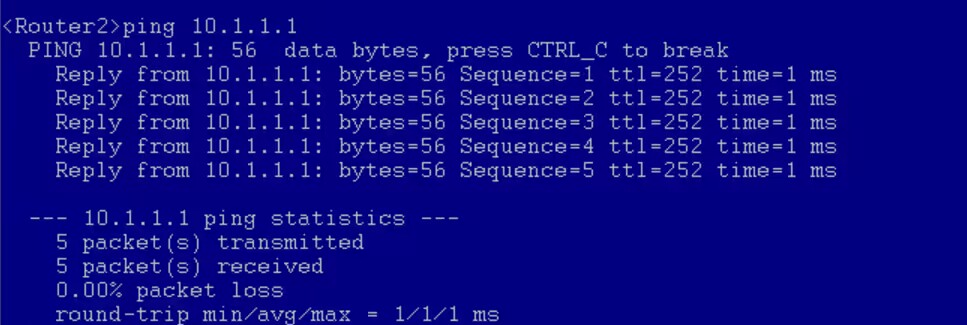 <Router2>ping 10.1.1.1
PING 10.1.1.1: 56 data bytes, press CTRL_C to break
Reply from 10.1.1.1: bytes=56 Sequence=1 ttl=252 time=1 ms
Reply from 10.1.1.1: bytes=56 Sequence=2 ttl=252 time=1 ms
Reply from 10.1.1.1: bytes=56 Sequence=3 ttl=252 time=1 ms
Reply from 10.1.1.1: bytes=56 Sequence=4 ttl=252 time=1 ms
Reply from 10.1.1.1: bytes=56 Sequence=5 ttl=252 time=1 ms
--- 10.1.1.1 ping statistics ---
5 packet(s) transmitted
5 packet(s) received
0.00% packet loss
round-trip min/avg/max = 1/1/1 ms